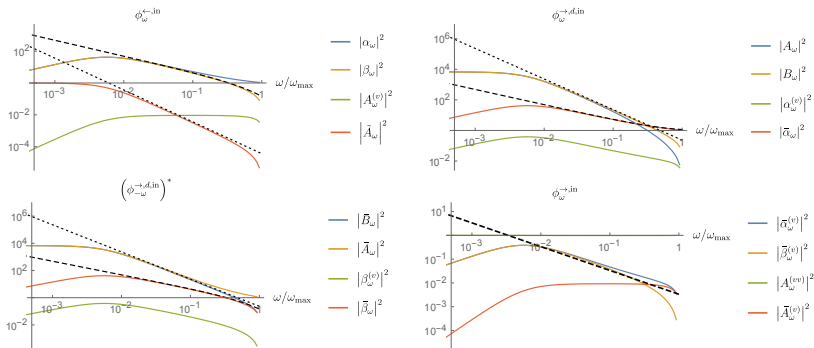 ϕ_ω^{←,in}
10^2
10^-3
10^-2
10^-1
1
ω/ω_max
10^-2
10^-4
|α_ω|^2
|β_ω|^2
|A_ω^{(v)}|^2
|Ã_ω|^2
ϕ_ω^{→,d,in}
10^6
10^4
10^2
10^-3
10^-2
10^-1
1
ω/ω_max
10^-2
|A_ω|^2
|B_ω|^2
|α_ω^{(v)}|^2
|ᾱ_ω|^2
(ϕ_{-ω}^{→,d,in})^*
10^6
10^4
10^2
10^-3
10^-2
10^-1
1
ω/ω_max
10^-2
|B̄_ω|^2
|Ā_ω|^2
|β_ω^{(v)}|^2
|β̄_ω|^2
ϕ_ω^{→,in}
10^1
10^-3
10^-2
10^-1
1
ω/ω_max
10^-1
10^-2
10^-3
10^-4
|ᾱ_ω^{(v)}|^2
|β̄_ω^{(v)}|^2
|A_ω^{(vv)}|^2
|Ā_ω^{(v)}|^2